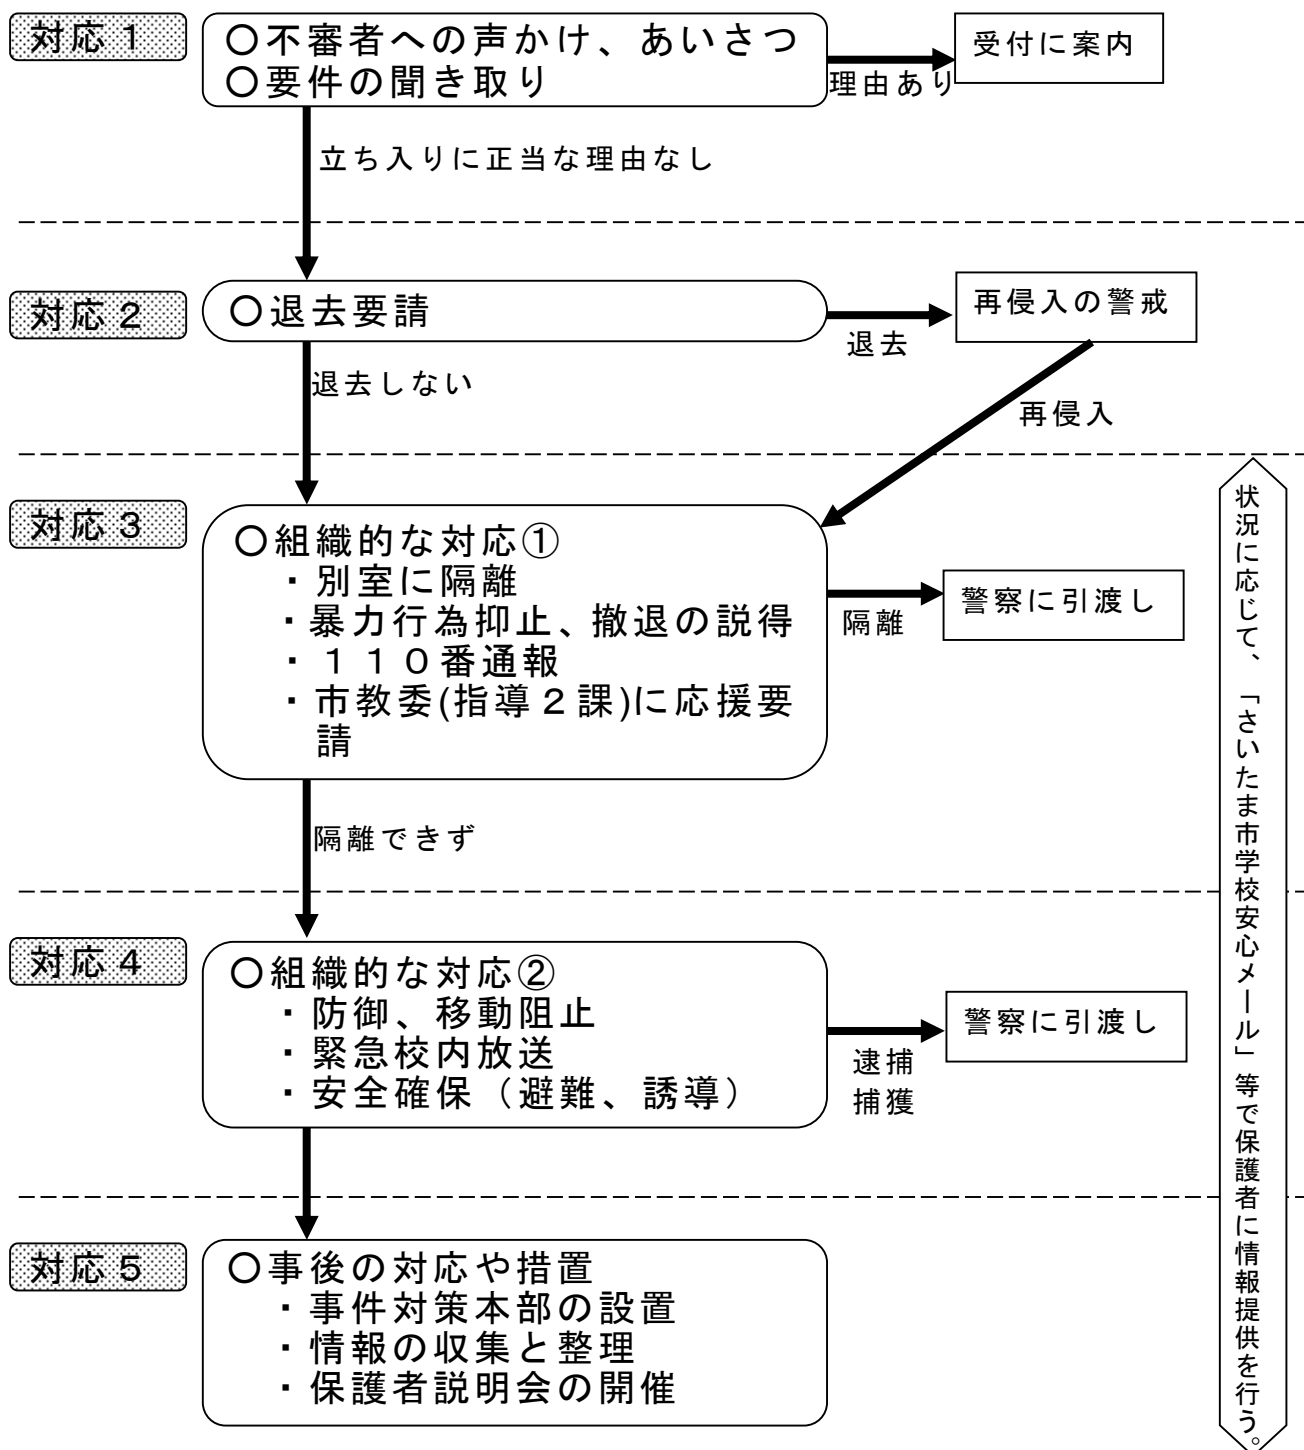 対応１
〇不審者への声かけ、あいさつ
〇要件の聞き取り
理由あり
受付に案内
立ち入りに正当な理由なし
対応２
〇退去要請
退去
再侵入の警戒
退去しない
再侵入
対応３
〇組織的な対応①
・別室に隔離
・暴力行為抑止、撤退の説得
・１１０番通報
・市教委(指導２課)に応援要
請
隔離
警察に引渡し
隔離できず
対応４
〇組織的な対応②
・防御、移動阻止
・緊急校内放送
・安全確保（避難、誘導）
逮捕
捕獲
警察に引渡し
対応５
〇事後の対応や措置
・事件対策本部の設置
・情報の収集と整理
・保護者説明会の開催
状況に応じて、「さいたま市学校安心メール」等で保護者に情報提供を行う。